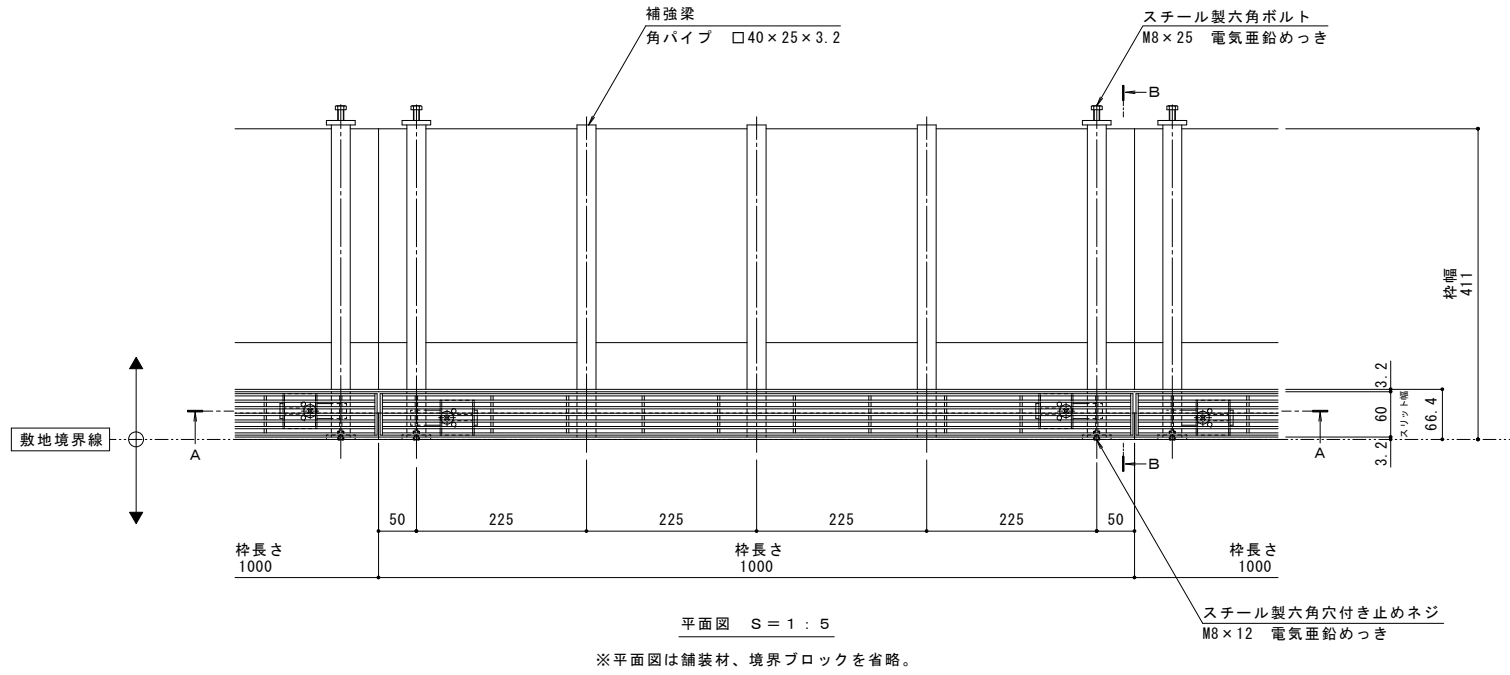 補強梁
角パイプ □40×25×3.2
スチール製六角ボルト
M8×25 電気亜鉛めっき
B
枠幅
411
3.2
60
スリット幅
66.4
3.2
敷地境界線
A
A
B
50
225
225
225
225
50
枠長さ
1000
枠長さ
1000
枠長さ
1000
スチール製六角穴付き止めネジ
M8×12 電気亜鉛めっき
平面図 S=1:5
※平面図は舗装材、境界ブロックを省略。